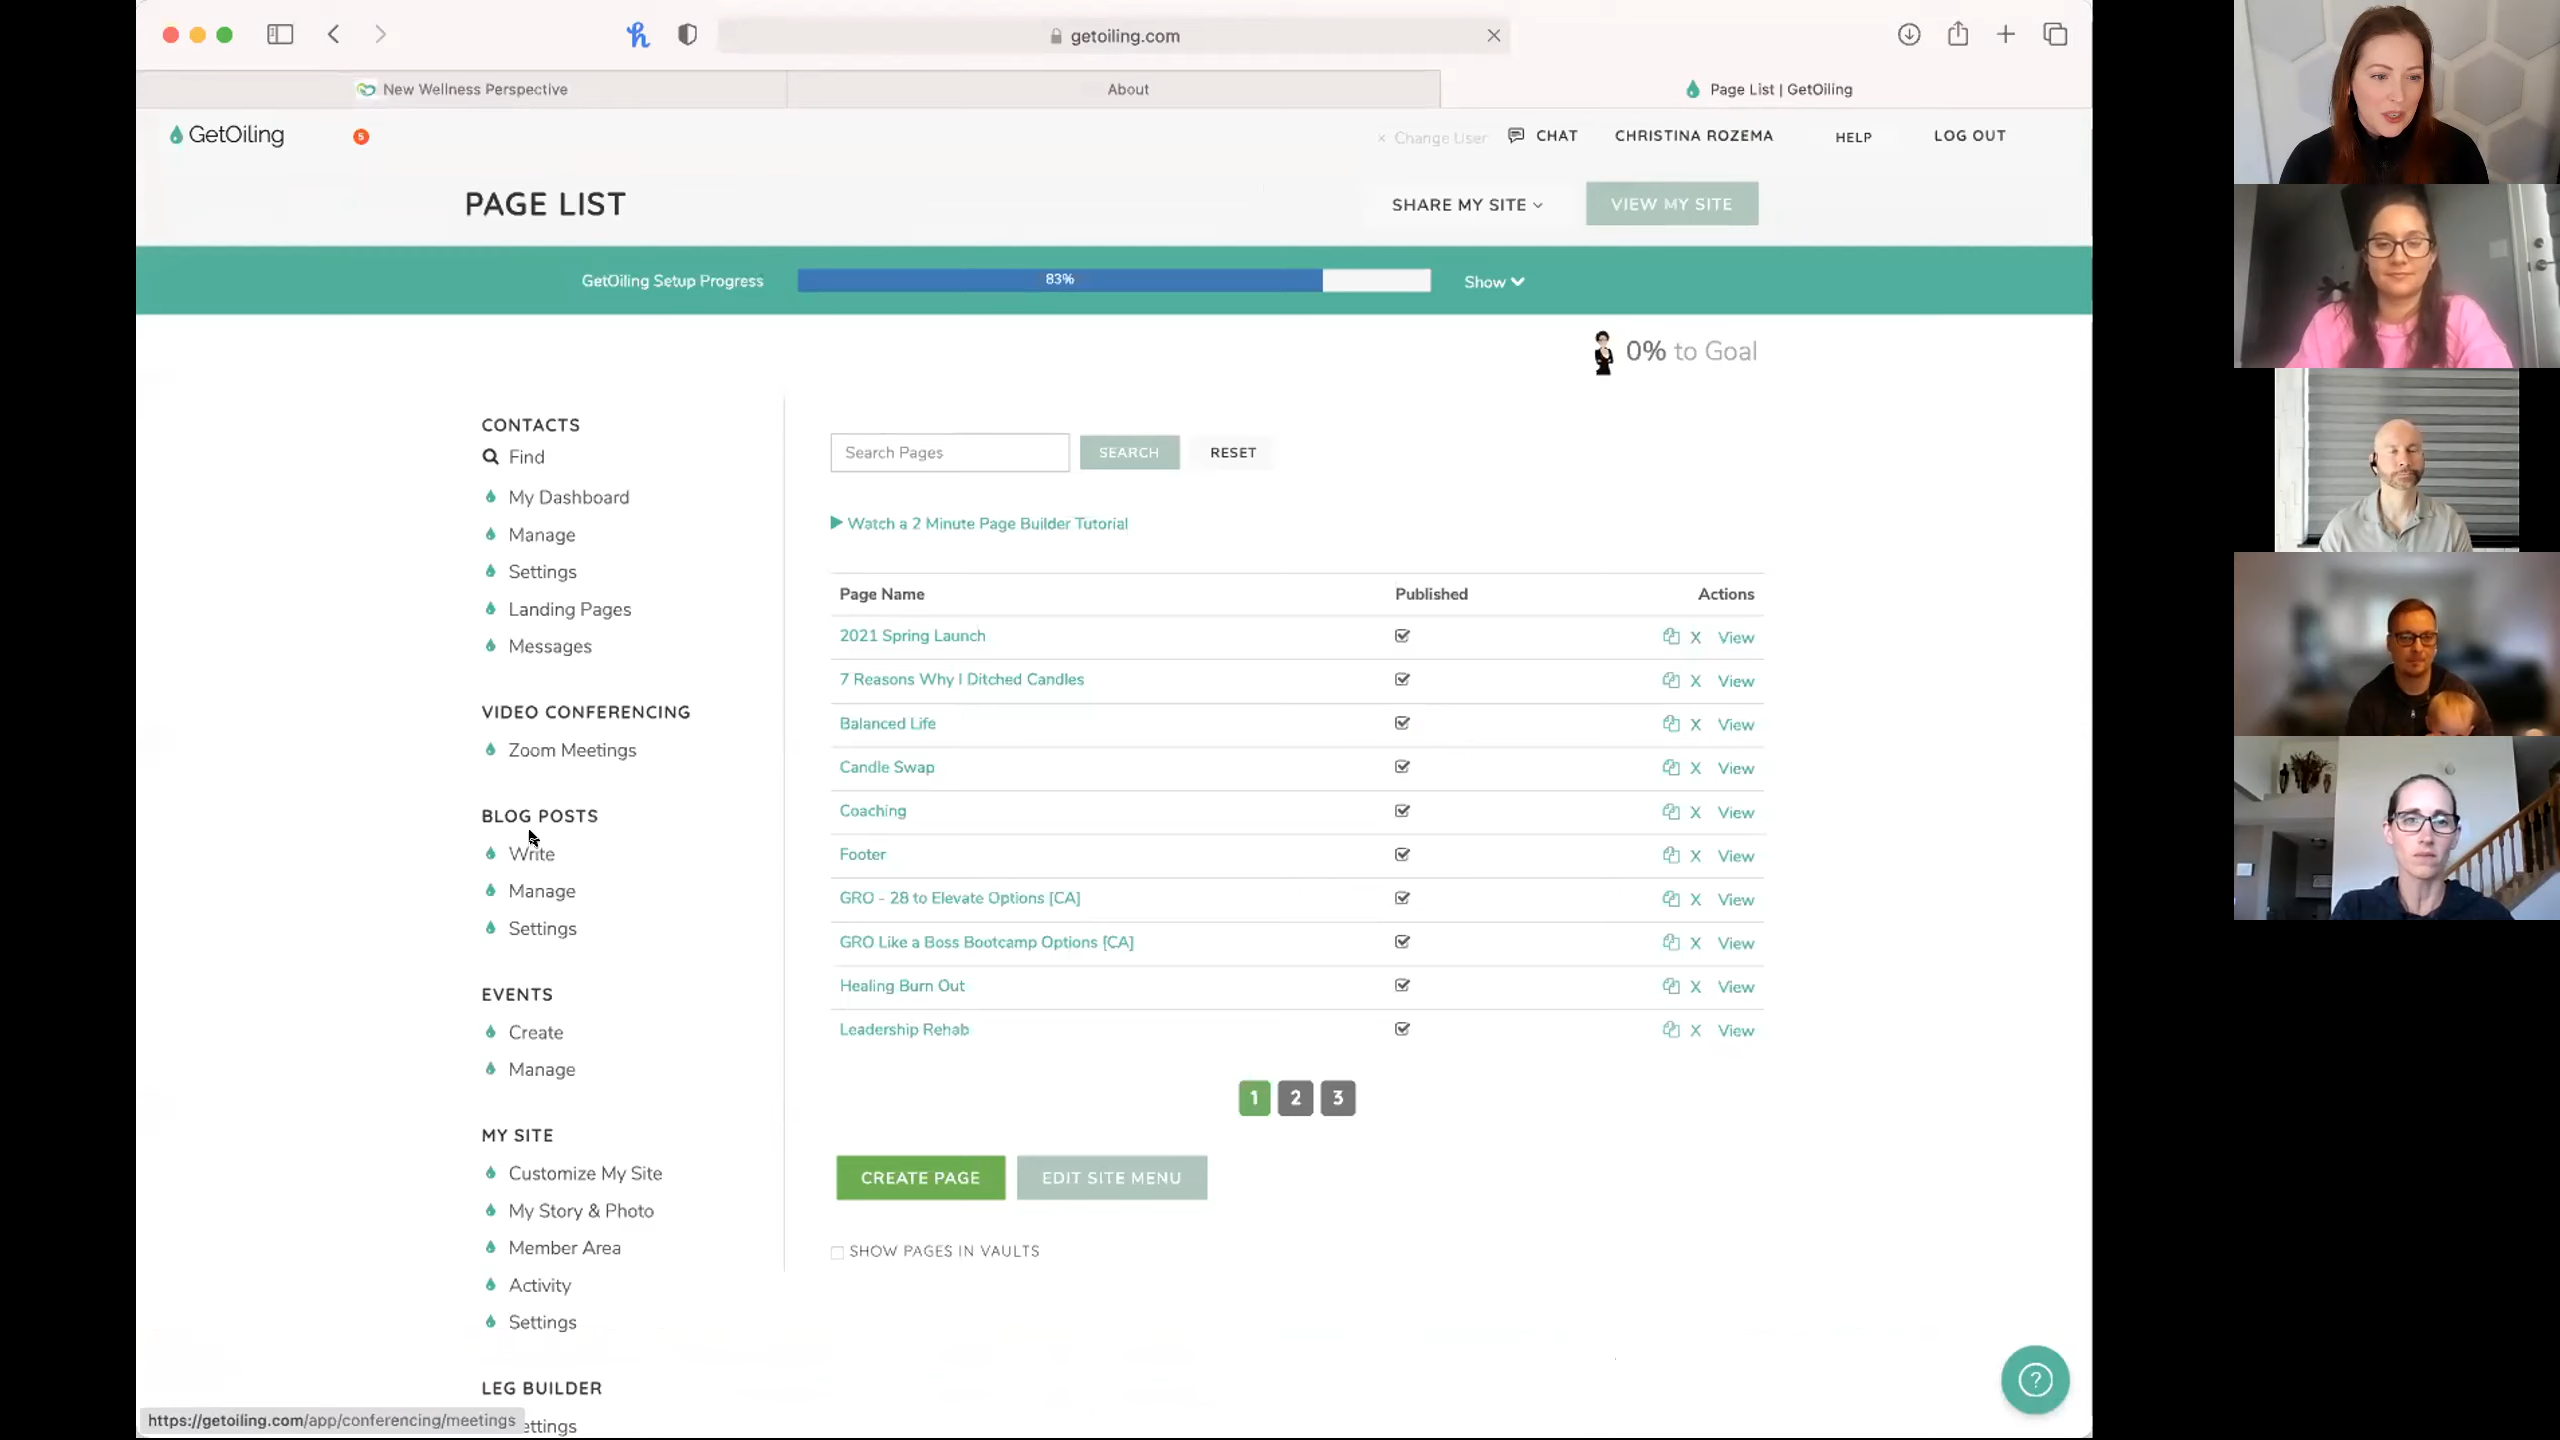 getoiling.com
New Wellness Perspective
About
Page List | GetOiling
GetOiling
5
× Change User
CHAT
CHRISTINA ROZEMA
HELP
LOG OUT
PAGE LIST
SHARE MY SITE
VIEW MY SITE
GetOiling Setup Progress
83%
Show
0% to Goal
CONTACTS
Find
My Dashboard
Manage
Settings
Landing Pages
Messages
VIDEO CONFERENCING
Zoom Meetings
BLOG POSTS
Write
Manage
Settings
EVENTS
Create
Manage
MY SITE
Customize My Site
My Story & Photo
Member Area
Activity
Settings
LEG BUILDER
ettings
https://getoiling.com/app/conferencing/meetings
Search Pages
SEARCH
RESET
Watch a 2 Minute Page Builder Tutorial
Page Name Published Actions
2021 Spring Launch X View
7 Reasons Why I Ditched Candles X View
Balanced Life X View
Candle Swap X View
Coaching X View
Footer X View
GRO - 28 to Elevate Options [CA] X View
GRO Like a Boss Bootcamp Options [CA] X View
Healing Burn Out X View
Leadership Rehab X View
1 2 3
CREATE PAGE
EDIT SITE MENU
SHOW PAGES IN VAULTS
?